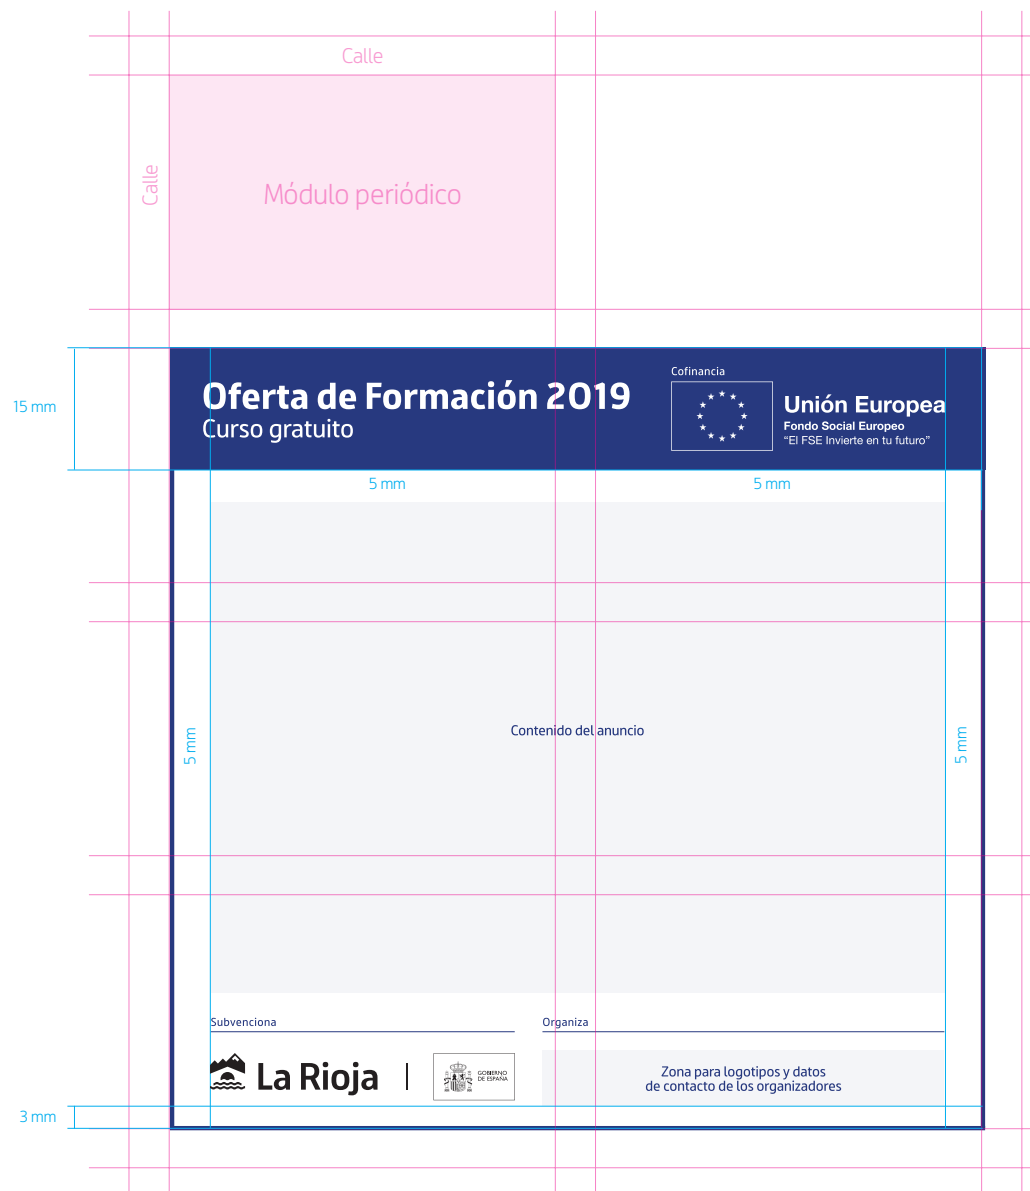 Calle
Calle
Módulo periódico
15 mm
Oferta de Formación 2019
Curso gratuito
Cofinancia
Unión Europea
Fondo Social Europeo
“El FSE Invierte en tu futuro”
5 mm
5 mm
Contenido del anuncio
5 mm
5 mm
Subvenciona
Organiza
La Rioja
GOBIERNO
DE ESPAÑA
Zona para logotipos y datos
de contacto de los organizadores
3 mm